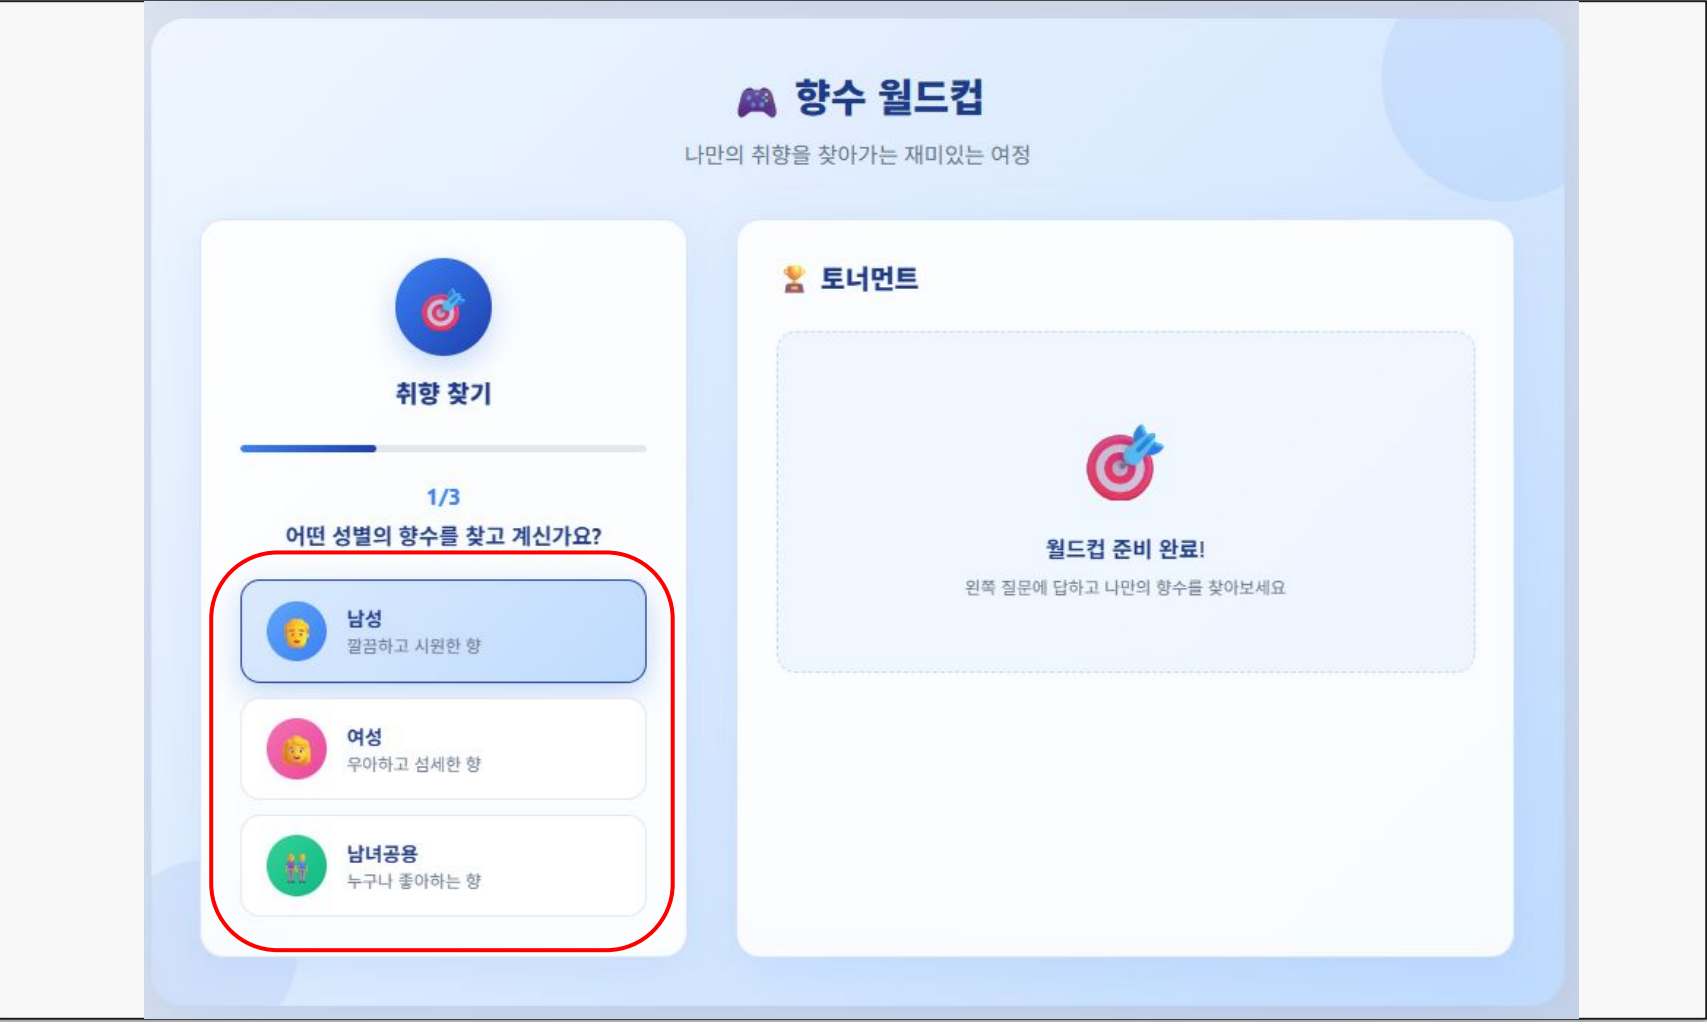 향수 월드컵
나만의 취향을 찾아가는 재미있는 여정
취향 찾기
1/3
어떤 성별의 향수를 찾고 계신가요?
남성
깔끔하고 시원한 향
여성
우아하고 섬세한 향
남녀공용
누구나 좋아하는 향
토너먼트
월드컵 준비 완료!
왼쪽 질문에 답하고 나만의 향수를 찾아보세요